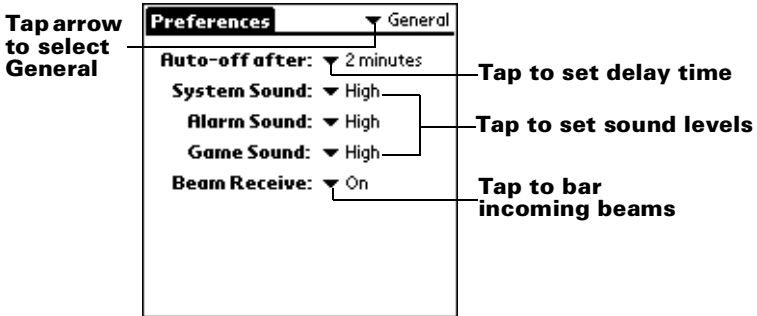 Tap arrow
to select
General
Preferences
General
Auto-off after: 2 minutes
System Sound: High
Alarm Sound: High
Game Sound: High
Beam Receive: On
Tap to set delay time
Tap to set sound levels
Tap to bar
incoming beams